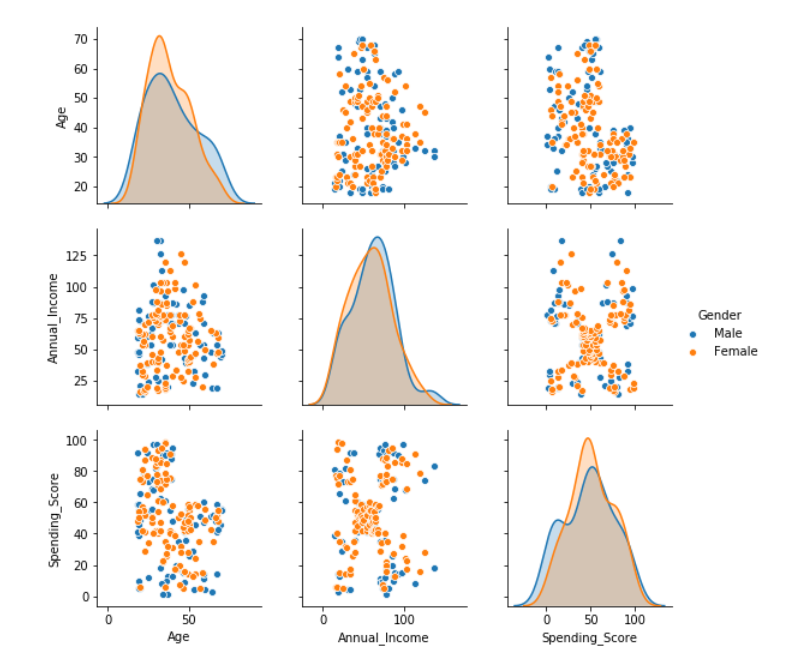 70
60
50
40
30
20
Age
125
100
75
50
25
Annual_Income
Gender
Male
Female
100
80
60
40
20
0
Spending_Score
0 50
Age
0 100
Annual_Income
0 50 100
Spending_Score